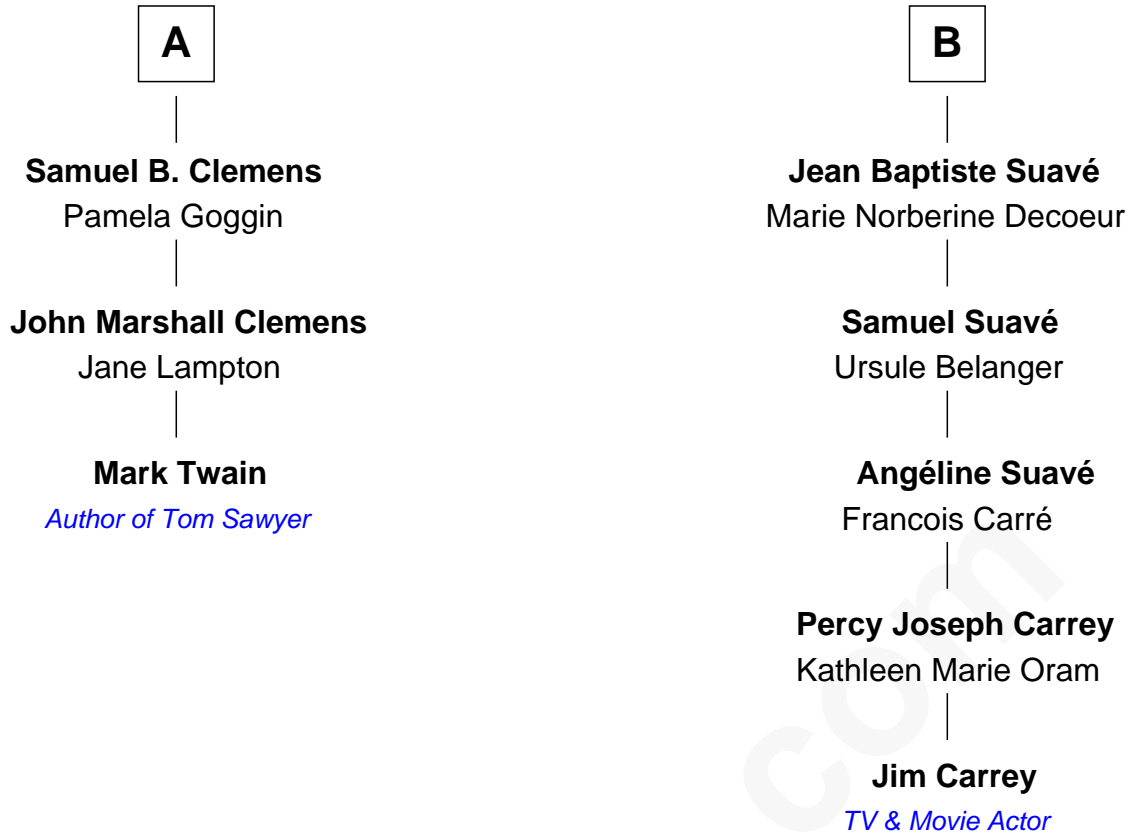 A
Samuel B. Clemens
Pamela Goggin
John Marshall Clemens
Jane Lampton
Mark Twain
Author of Tom Sawyer
B
Jean Baptiste Suavé
Marie Norberine Decoeur
Samuel Suavé
Ursule Belanger
Angéline Suavé
Francois Carré
Percy Joseph Carrey
Kathleen Marie Oram
Jim Carrey
TV & Movie Actor
com